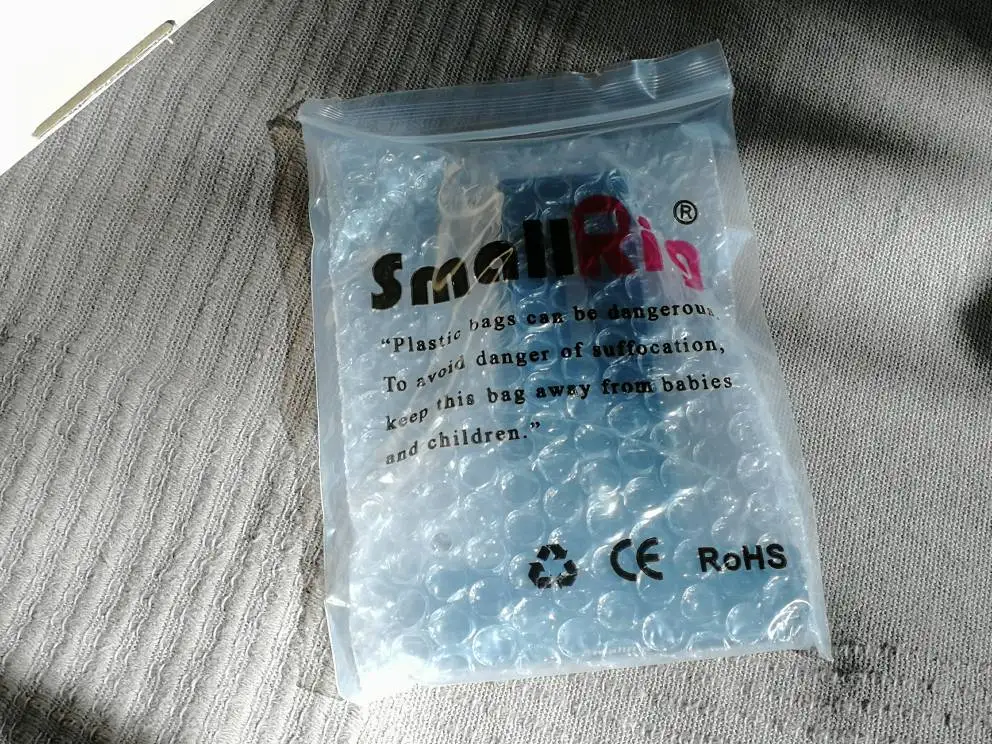 SmallRig®
“Plastic bags can be dangerous.
To avoid danger of suffocation,
keep this bag away from babies
and children.”
CE RoHS